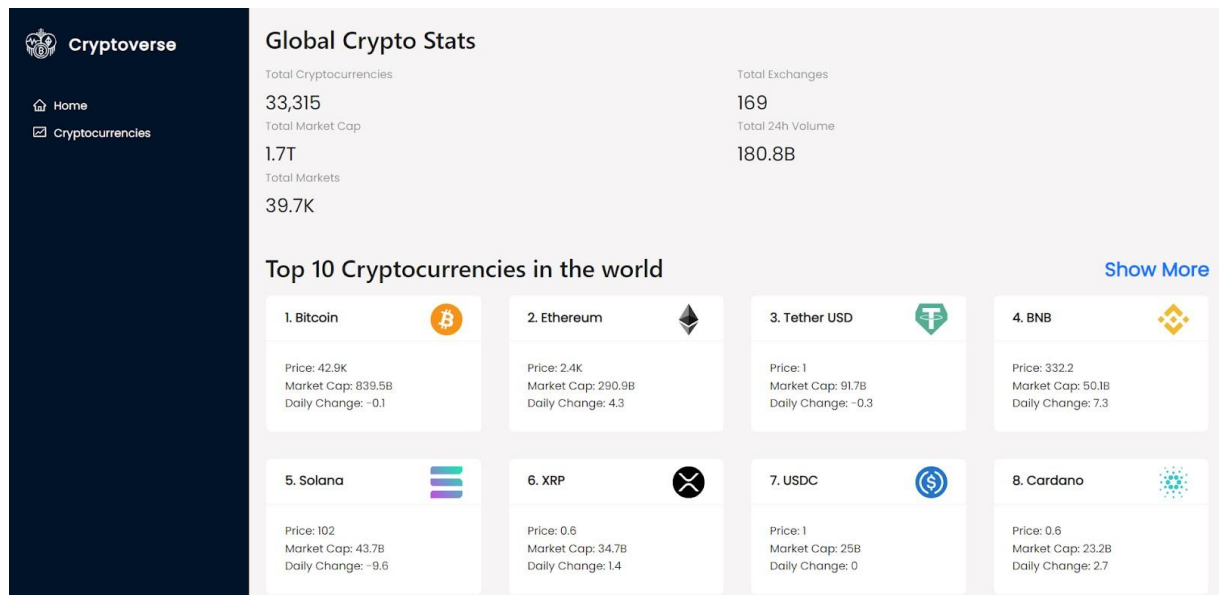 Cryptoverse
Home
Cryptocurrencies
Global Crypto Stats
Total Cryptocurrencies
33,315
Total Exchanges
169
Total Market Cap
1.7T
Total 24h Volume
180.8B
Total Markets
39.7K
Top 10 Cryptocurrencies in the world
Show More
1. Bitcoin
Price: 42.9K
Market Cap: 839.5B
Daily Change: -0.1
2. Ethereum
Price: 2.4K
Market Cap: 290.9B
Daily Change: 4.3
3. Tether USD
Price: 1
Market Cap: 91.7B
Daily Change: -0.3
4. BNB
Price: 332.2
Market Cap: 50.1B
Daily Change: 7.3
5. Solana
Price: 102
Market Cap: 43.7B
Daily Change: -9.6
6. XRP
Price: 0.6
Market Cap: 34.7B
Daily Change: 1.4
7. USDC
Price: 1
Market Cap: 25B
Daily Change: 0
8. Cardano
Price: 0.6
Market Cap: 23.2B
Daily Change: 2.7